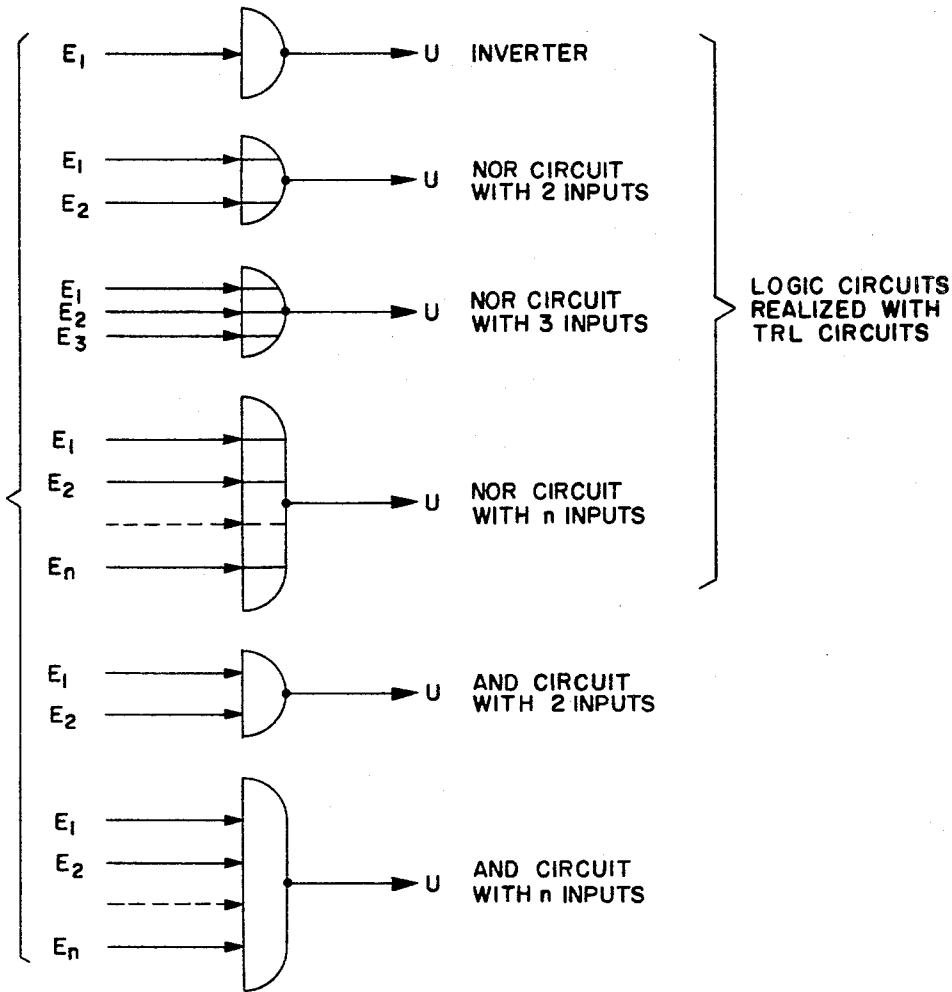 E1 U INVERTER
E1
E2 U NOR CIRCUIT
WITH 2 INPUTS
E1
E2
E3 U NOR CIRCUIT
WITH 3 INPUTS
LOGIC CIRCUITS
REALIZED WITH
TRL CIRCUITS
E1
E2
En U NOR CIRCUIT
WITH n INPUTS
E1
E2 U AND CIRCUIT
WITH 2 INPUTS
E1
E2
En U AND CIRCUIT
WITH n INPUTS